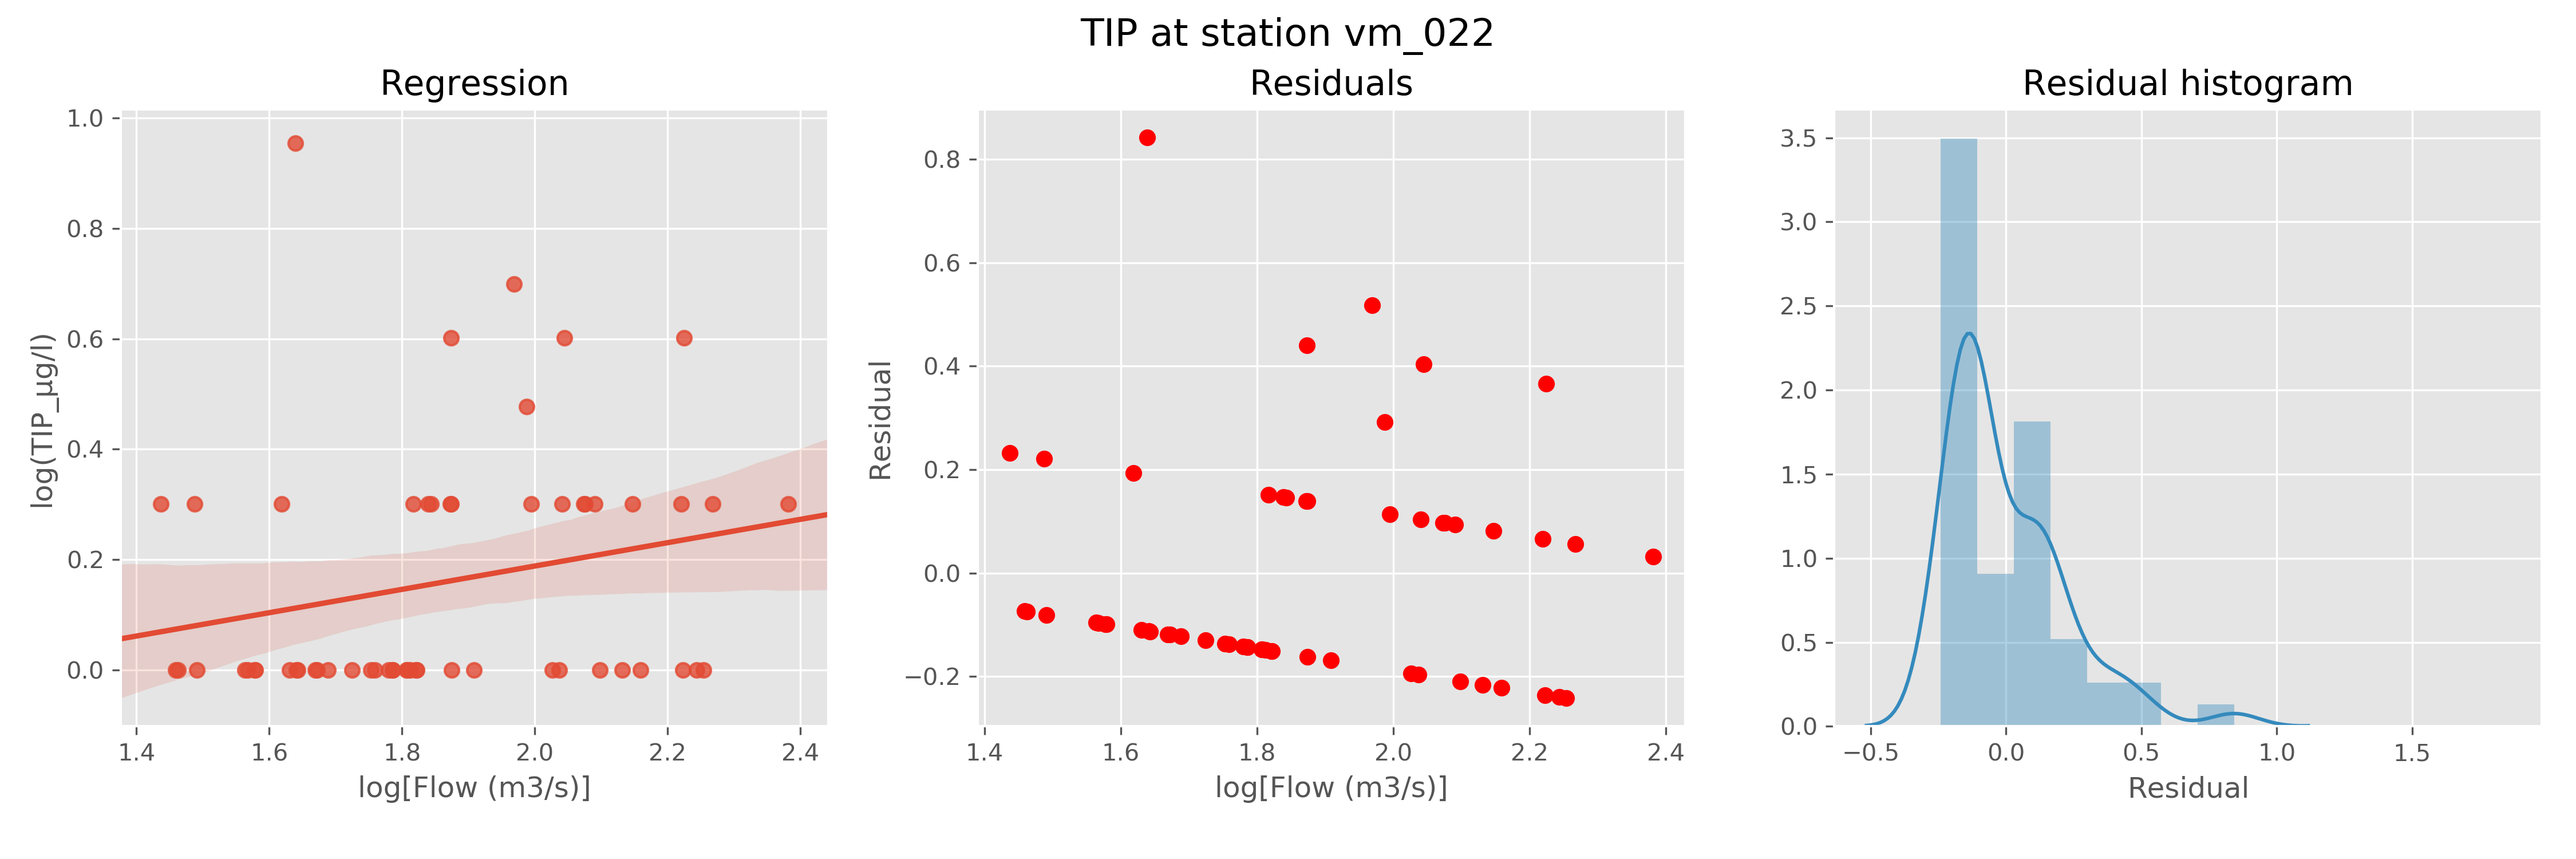 TIP at station vm_022
Regression
1.0
0.8
0.6
0.4
0.2
0.0
log(TIP_µg/l)
1.4 1.6 1.8 2.0 2.2 2.4
log[Flow (m3/s)]
Residuals
0.8
0.6
0.4
0.2
0.0
−0.2
Residual
1.4 1.6 1.8 2.0 2.2 2.4
log[Flow (m3/s)]
Residual histogram
3.5
3.0
2.5
2.0
1.5
1.0
0.5
0.0
−0.5 0.0 0.5 1.0 1.5
Residual